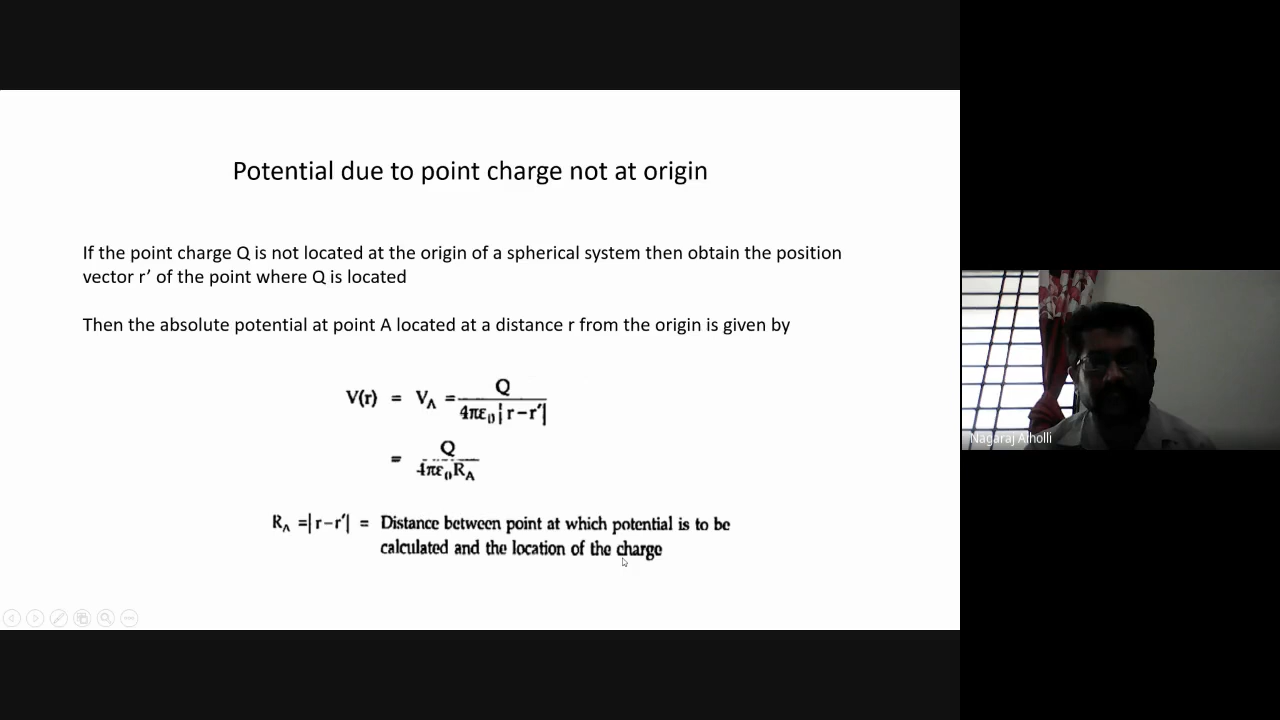 Potential due to point charge not at origin
If the point charge Q is not located at the origin of a spherical system then obtain the position
vector r’ of the point where Q is located
Then the absolute potential at point A located at a distance r from the origin is given by
V(r) = V_A = Q / 4πε₀|r−r′|
= Q / 4πε₀R_A
R_A =|r−r′| = Distance between point at which potential is to be
calculated and the location of the charge
Nagaraj Alholli